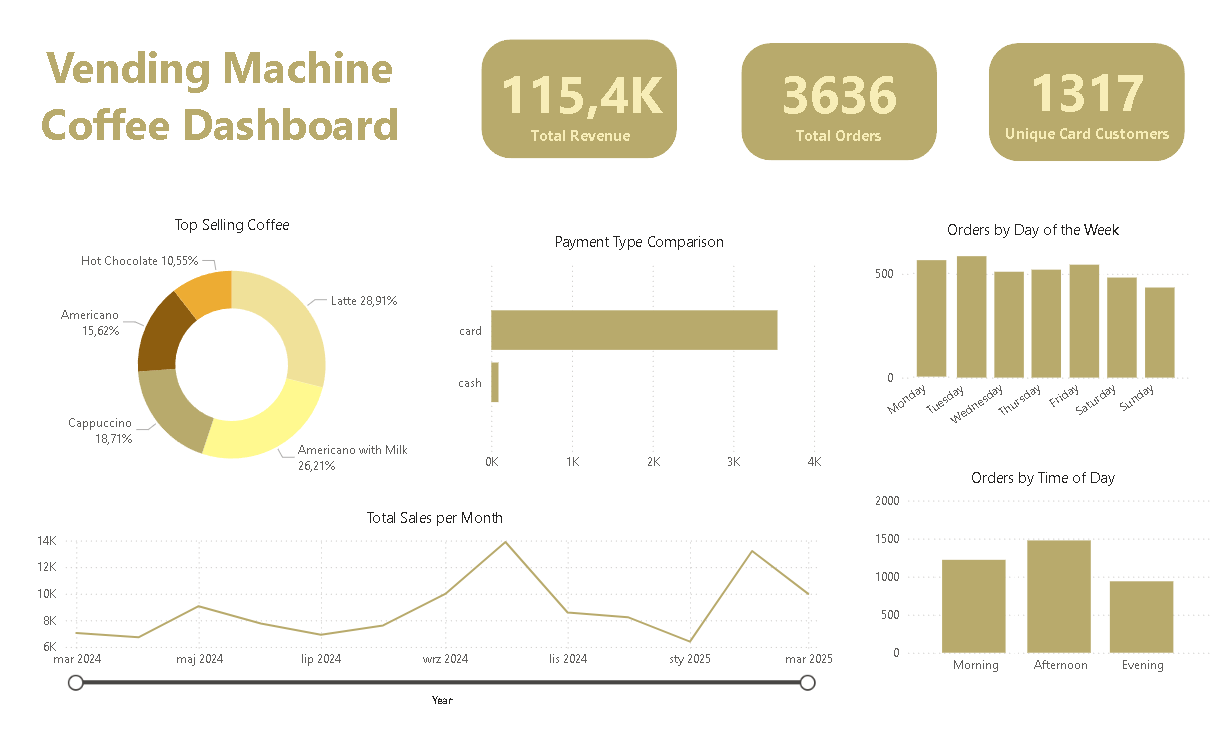 Vending Machine
Coffee Dashboard
115,4K
Total Revenue
3636
Total Orders
1317
Unique Card Customers
Top Selling Coffee
Hot Chocolate 10,55%
Latte 28,91%
Americano
15,62%
Cappuccino
18,71%
Americano with Milk
26,21%
Payment Type Comparison
card
cash
0K
1K
2K
3K
4K
Orders by Day of the Week
500
0
Monday
Tuesday
Wednesday
Thursday
Friday
Saturday
Sunday
Total Sales per Month
14K
12K
10K
8K
6K
mar 2024
maj 2024
lip 2024
wrz 2024
lis 2024
sty 2025
mar 2025
Year
Orders by Time of Day
2000
1500
1000
500
0
Morning
Afternoon
Evening